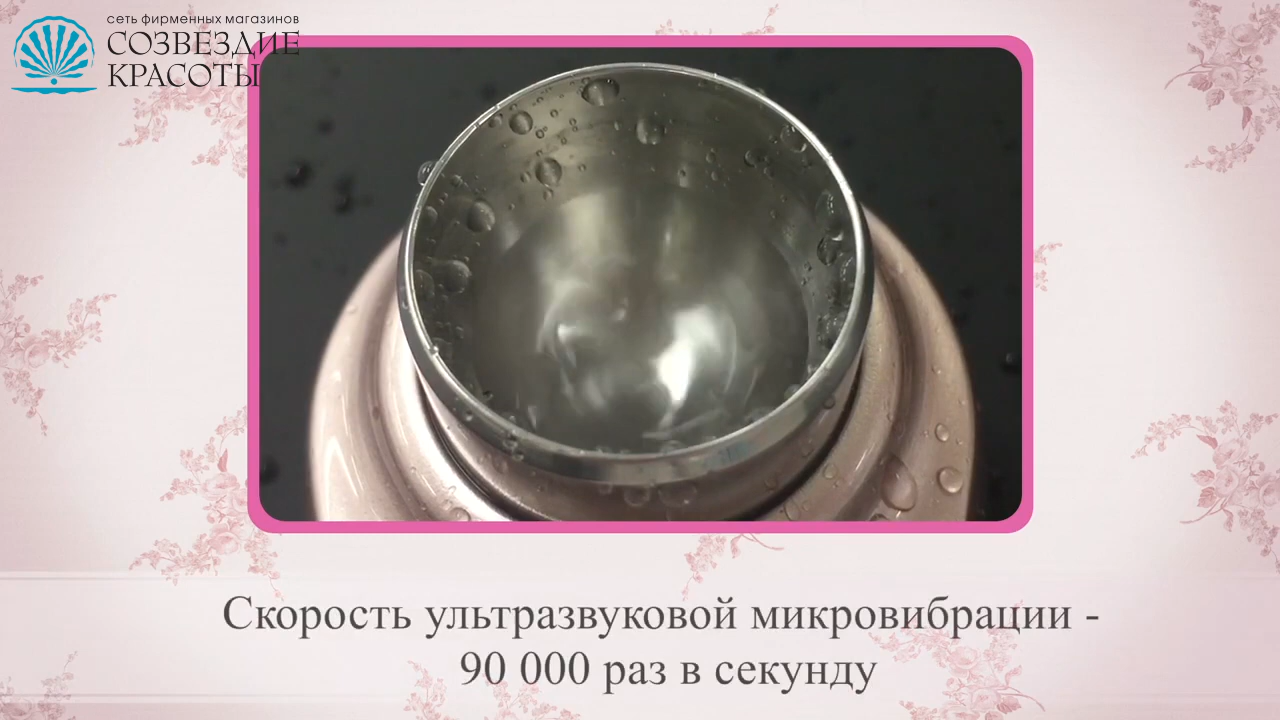 сеть фирменных магазинов
СОЗВЕЗДИЕ
КРАСОТЫ
Скорость ультразвуковой микровибрации -
90 000 раз в секунду